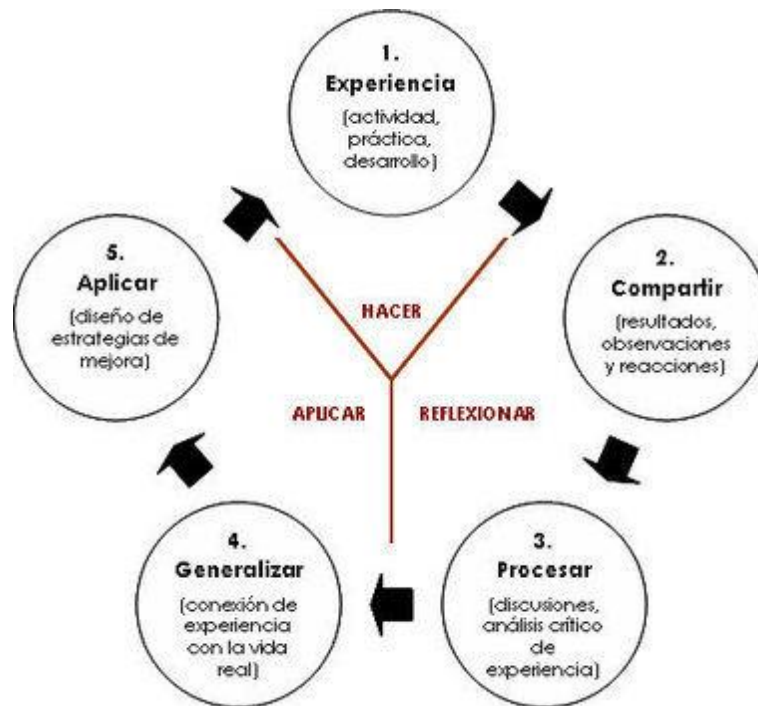 1.
Experiencia
(actividad,
práctica,
desarrollo)
2.
Compartir
(resultados,
observaciones
y reacciones)
3.
Procesar
(discusiones,
análisis crítico
de
experiencia)
4.
Generalizar
(conexión de
experiencia
con la vida
real)
5.
Aplicar
(diseño de
estrategias de
mejora)
HACER
APLICAR
REFLEXIONAR